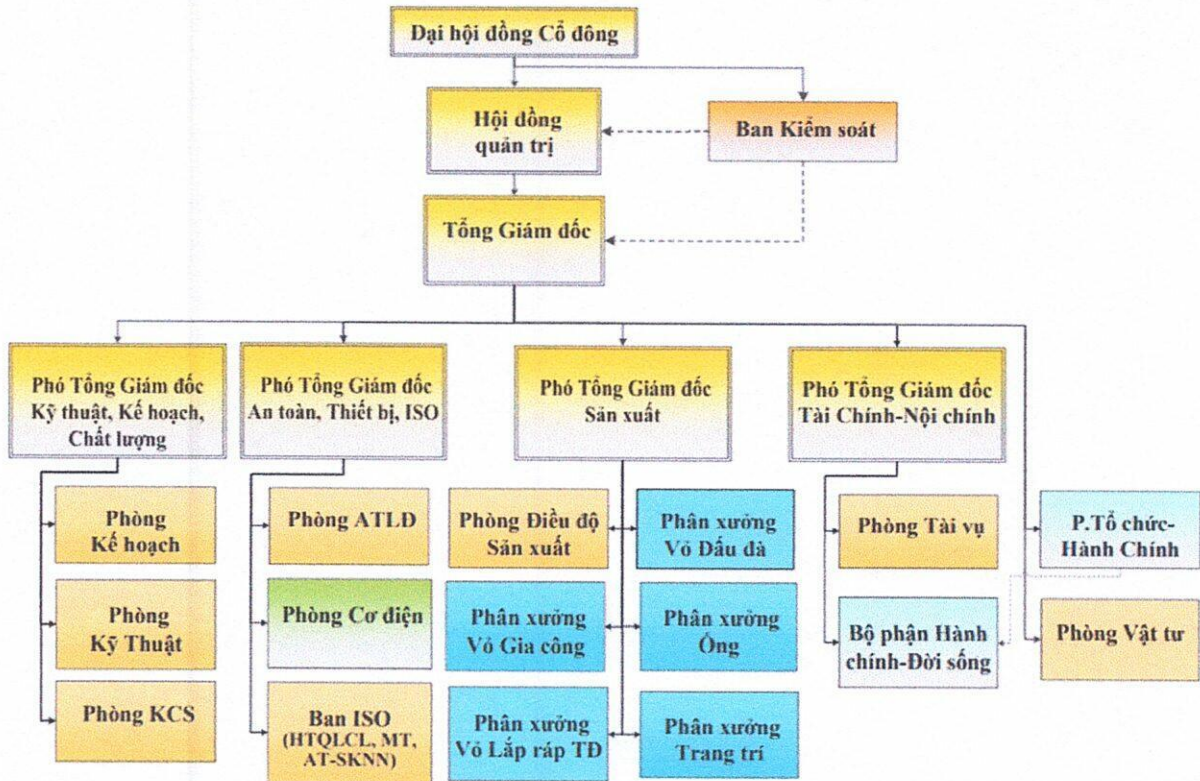 Đại hội đồng Cổ đông
Hội đồng
quản trị
Ban Kiểm soát
Tổng Giám đốc
Phó Tổng Giám đốc
Kỹ thuật, Kế hoạch,
Chất lượng
Phó Tổng Giám đốc
An toàn, Thiết bị, ISO
Phó Tổng Giám đốc
Sản xuất
Phó Tổng Giám đốc
Tài Chính-Nội chính
Phòng
Kế hoạch
Phòng
Kỹ Thuật
Phòng KCS
Phòng ATLĐ
Phòng Cơ điện
Ban ISO
(HTQLCL, MT,
AT-SKNN)
Phòng Điều độ
Sản xuất
Phân xưởng
Vỏ Gia công
Phân xưởng
Vỏ Lắp ráp TĐ
Phân xưởng
Vỏ Đấu đà
Phân xưởng
Ống
Phân xưởng
Trang trí
Phòng Tài vụ
Bộ phận Hành
chính-Đời sống
P.Tổ chức-
Hành Chính
Phòng Vật tư